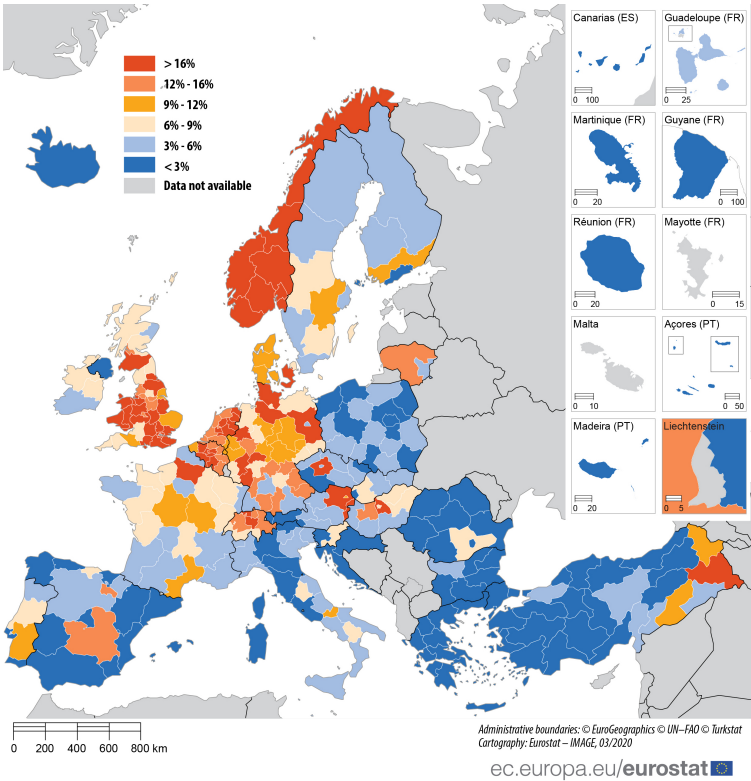 > 16%
12% - 16%
9% - 12%
6% - 9%
3% - 6%
< 3%
Data not available
Canarias (ES)
0 100
Guadeloupe (FR)
0 25
Martinique (FR)
0 20
Guyane (FR)
0 100
Réunion (FR)
0 20
Mayotte (FR)
0 15
Malta
0 10
Açores (PT)
0 50
Madeira (PT)
0 20
Liechtenstein
0 5
0 200 400 600 800 km
Administrative boundaries: © EuroGeographics © UN–FAO © Turkstat
Cartography: Eurostat – IMAGE, 03/2020
ec.europa.eu/eurostat